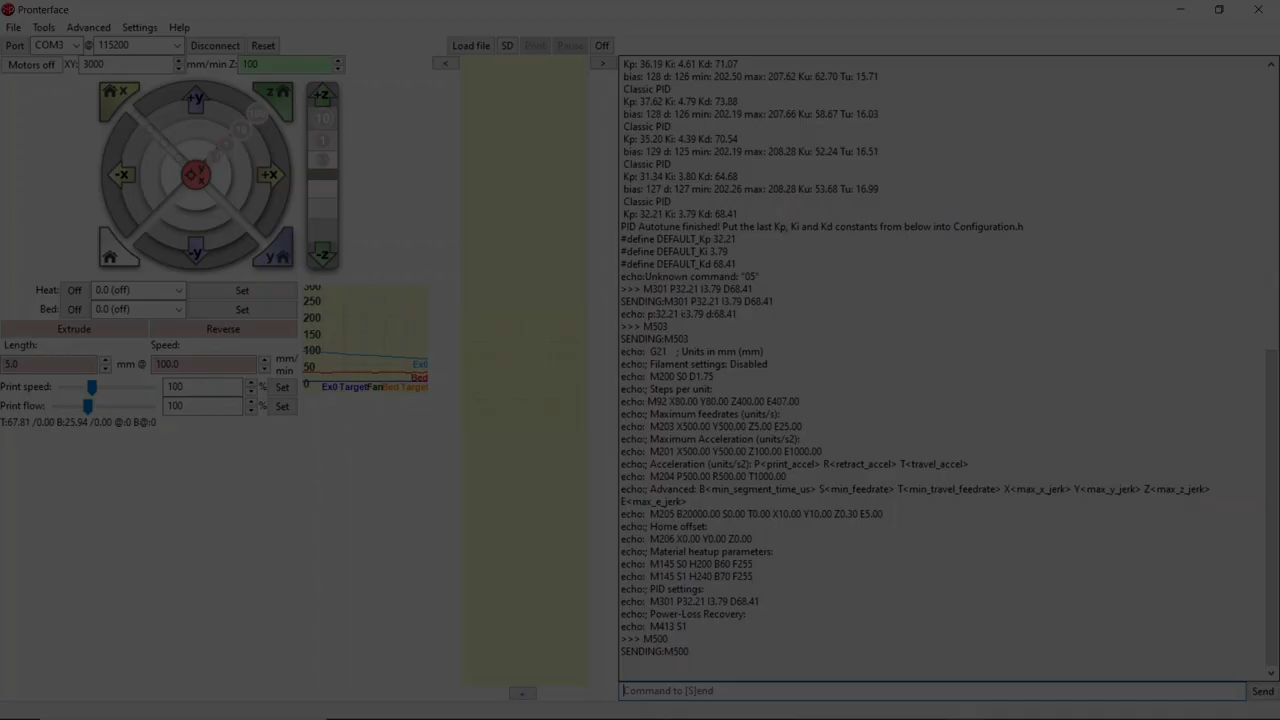 Pronterface
File Tools Advanced Settings Help
Port COM3 @ 115200 Disconnect Reset Load file SD Print Pause Off
Motors off XY: 3000 mm/min Z: 100 < >
x +y z +z
100
10 10
1
-x y x +x
-y y -z
Heat: Off 0.0 (off) Set
Bed: Off 0.0 (off) Set
Extrude Reverse
Length: Speed:
5.0 mm @ 100.0 mm/
min
Print speed: 100 % Set
Print flow: 100 % Set
T:67.81 /0.00 B:25.94 /0.00 @:0 B@:0
300
250
200
150
100
50
0
Ex0
Bed
Ex0 Target Fan Bed Target
Kp: 36.19 Ki: 4.61 Kd: 71.07
bias: 128 d: 126 min: 202.50 max: 207.62 Ku: 62.70 Tu: 15.71
Classic PID
Kp: 37.62 Ki: 4.79 Kd: 73.88
bias: 128 d: 126 min: 202.19 max: 207.66 Ku: 58.67 Tu: 16.03
Classic PID
Kp: 35.20 Ki: 4.39 Kd: 70.54
bias: 129 d: 125 min: 202.19 max: 208.28 Ku: 52.24 Tu: 16.51
Classic PID
Kp: 31.34 Ki: 3.80 Kd: 64.68
bias: 127 d: 127 min: 202.26 max: 208.28 Ku: 53.68 Tu: 16.99
Classic PID
Kp: 32.21 Ki: 3.79 Kd: 68.41
PID Autotune finished! Put the last Kp, Ki and Kd constants from below into Configuration.h
#define DEFAULT_Kp 32.21
#define DEFAULT_Ki 3.79
#define DEFAULT_Kd 68.41
echo:Unknown command: "05"
>>> M301 P32.21 I3.79 D68.41
SENDING:M301 P32.21 I3.79 D68.41
echo: p:32.21 i:3.79 d:68.41
>>> M503
SENDING:M503
echo: G21 ; Units in mm (mm)
echo:; Filament settings: Disabled
echo: M200 S0 D1.75
echo:; Steps per unit:
echo: M92 X80.00 Y80.00 Z400.00 E407.00
echo:; Maximum feedrates (units/s):
echo: M203 X500.00 Y500.00 Z5.00 E25.00
echo:; Maximum Acceleration (units/s2):
echo: M201 X500.00 Y500.00 Z100.00 E1000.00
echo:; Acceleration (units/s2): P<print_accel> R<retract_accel> T<travel_accel>
echo: M204 P500.00 R500.00 T1000.00
echo:; Advanced: B<min_segment_time_us> S<min_feedrate> T<min_travel_feedrate> X<max_x_jerk> Y<max_y_jerk> Z<max_z_jerk>
E<max_e_jerk>
echo: M205 B20000.00 S0.00 T0.00 X10.00 Y10.00 Z0.30 E5.00
echo:; Home offset:
echo: M206 X0.00 Y0.00 Z0.00
echo:; Material heatup parameters:
echo: M145 S0 H200 B60 F255
echo: M145 S1 H240 B70 F255
echo:; PID settings:
echo: M301 P32.21 I3.79 D68.41
echo:; Power-Loss Recovery:
echo: M413 S1
>>> M500
SENDING:M500
Command to [S]end Send